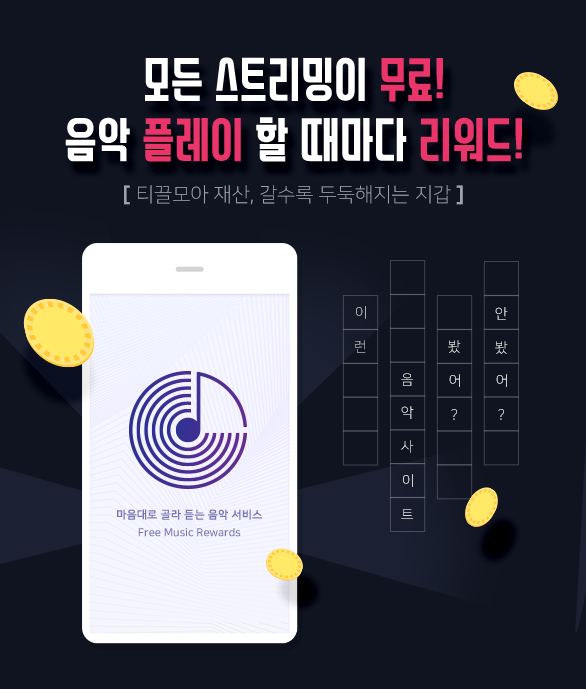 모든 스트리밍이 무료!
음악 플레이 할 때마다 리워드!
[ 티끌모아 재산, 갈수록 두둑해지는 지갑 ]
마음대로 골라 듣는 음악 서비스
Free Music Rewards
이런
음악사이트
봤어?
안봤어?